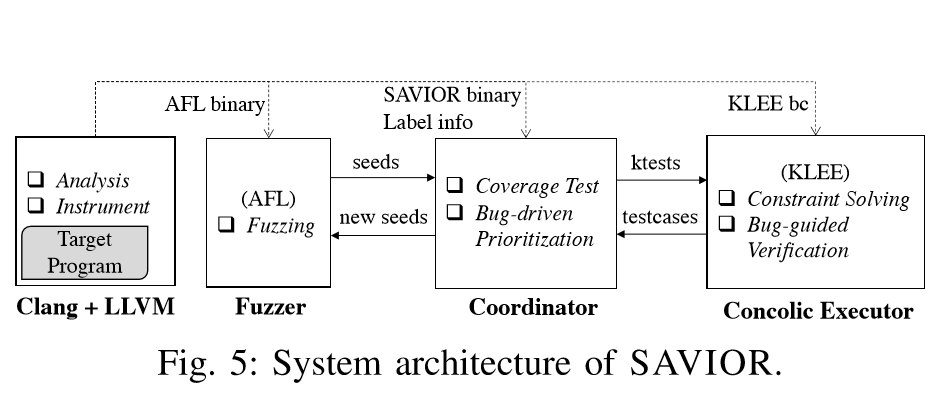 AFL binary
SAVIOR binary
Label info
KLEE bc
Analysis
Instrument
Target
Program
Clang + LLVM
(AFL)
Fuzzing
Fuzzer
seeds
new seeds
Coverage Test
Bug-driven
Prioritization
Coordinator
ktests
testcases
(KLEE)
Constraint Solving
Bug-guided
Verification
Concolic Executor
Fig. 5: System architecture of SAVIOR.